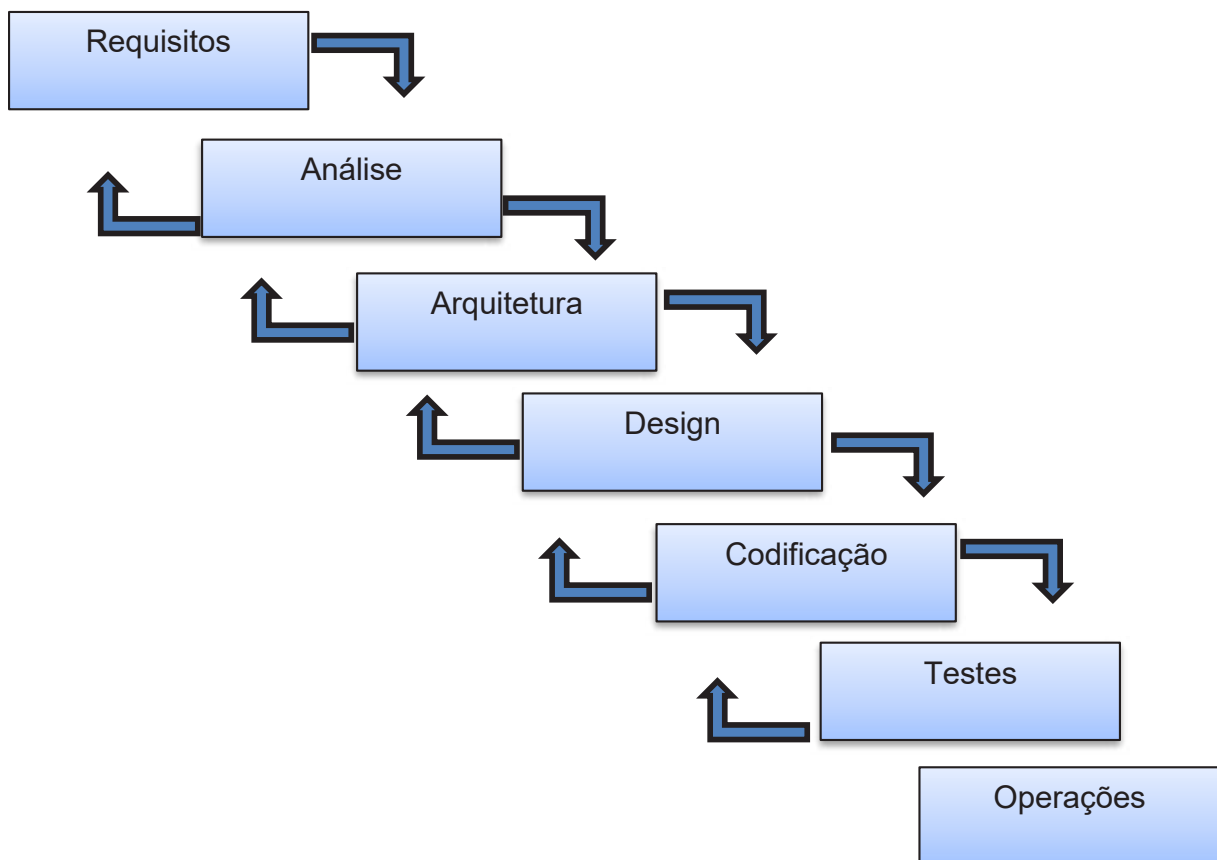 Requisitos
Análise
Arquitetura
Design
Codificação
Testes
Operações